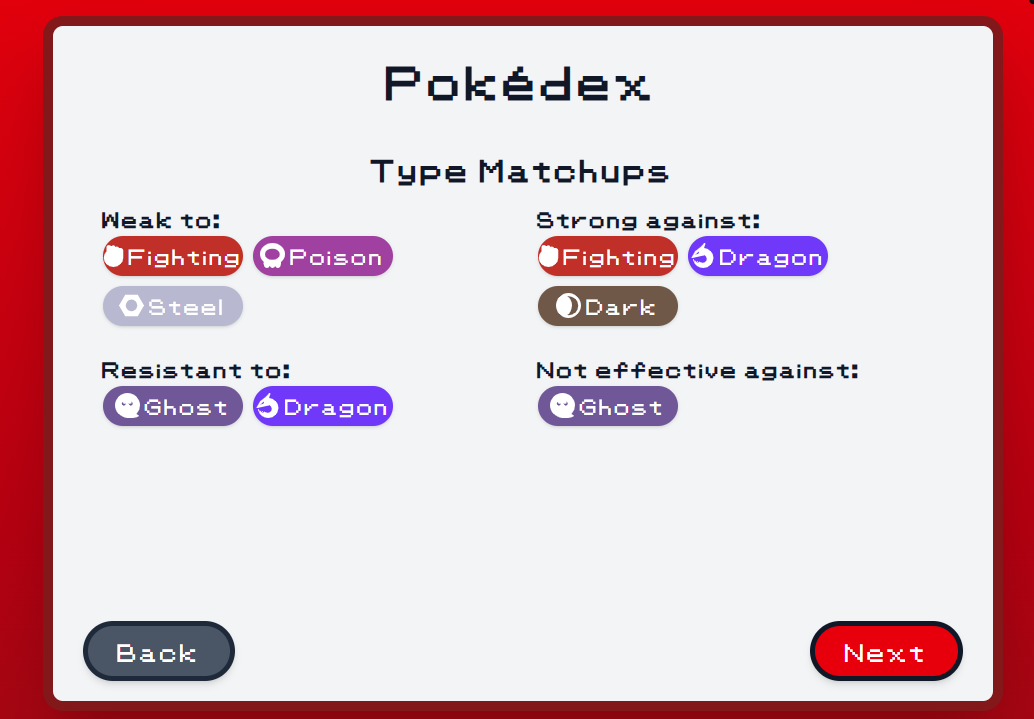 Pokédex
Type Matchups
Weak to:
Fighting Poison
Steel
Strong against:
Fighting Dragon
Dark
Resistant to:
Ghost Dragon
Not effective against:
Ghost
Back
Next